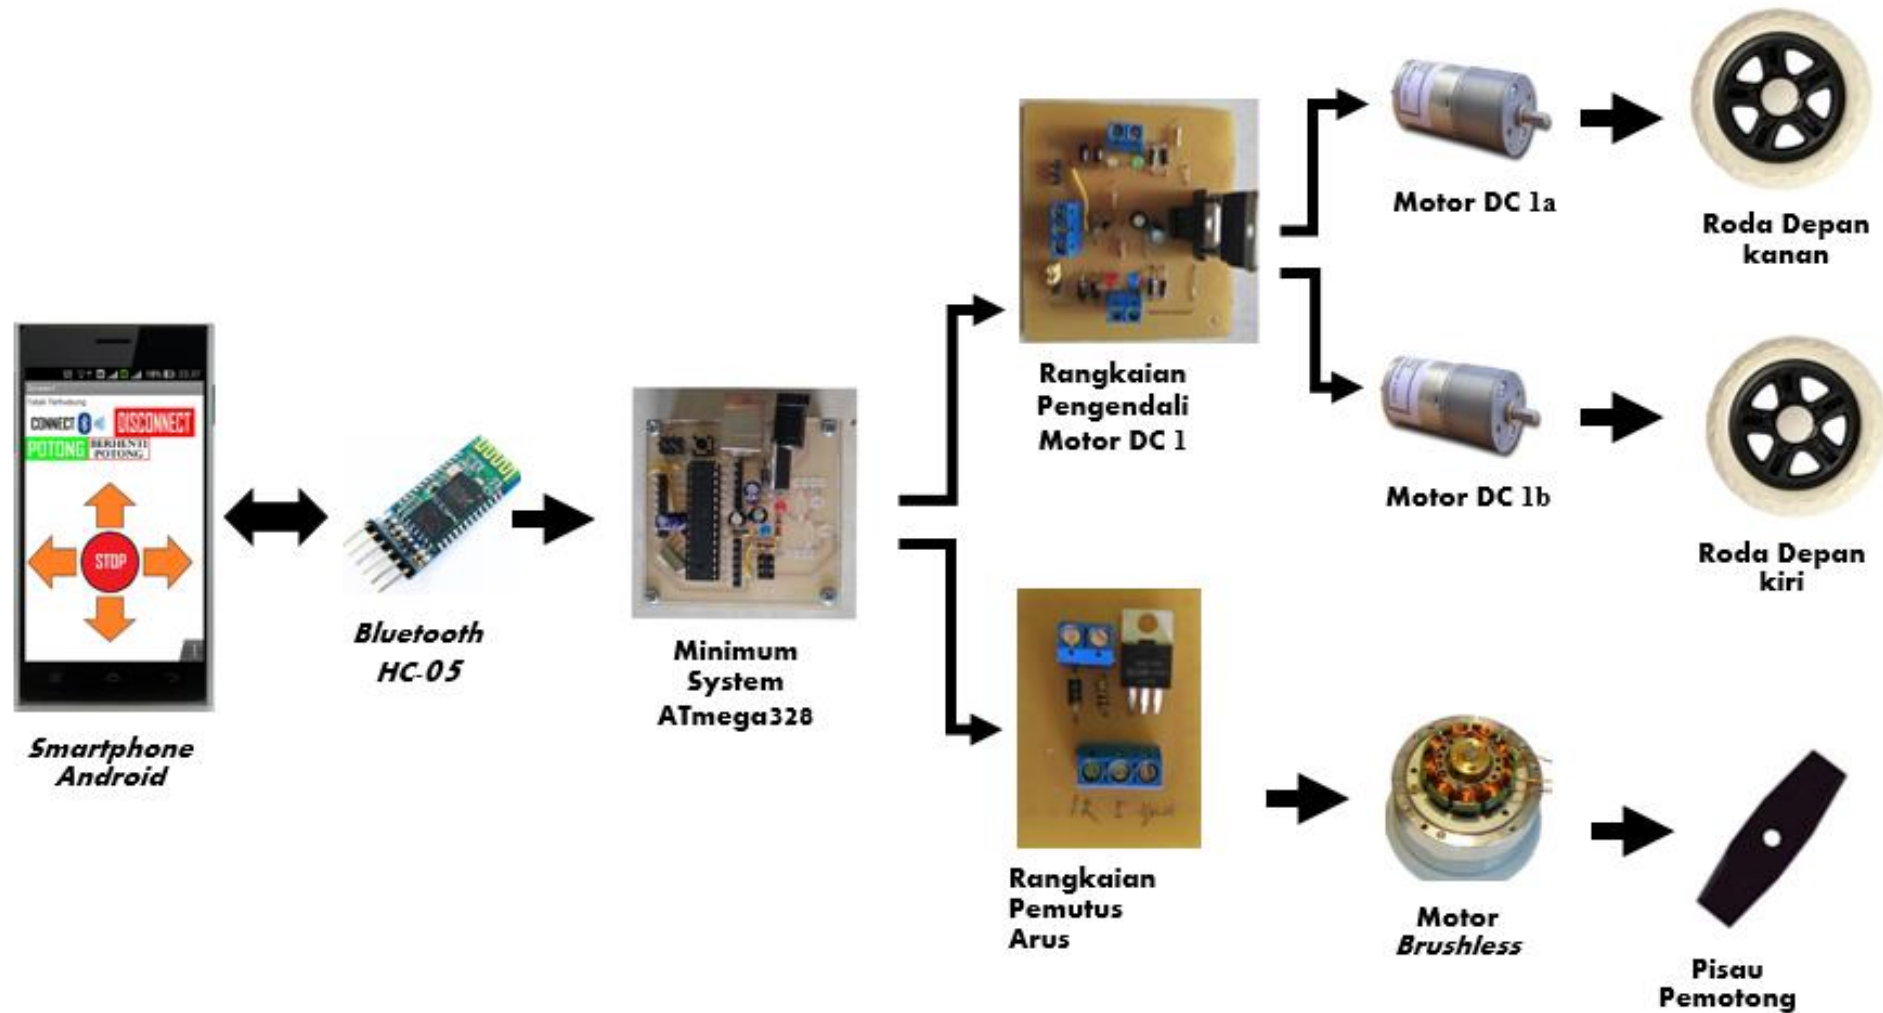 Tidak Terhubung
CONNECT
DISCONNECT
POTONG
BERHENTI
POTONG
STOP
Smartphone
Android
Bluetooth
HC-05
Minimum
System
ATmega328
Rangkaian
Pengendali
Motor DC 1
Motor DC 1a
Roda Depan
kanan
Motor DC 1b
Roda Depan
kiri
Rangkaian
Pemutus
Arus
Motor
Brushless
Pisau
Pemotong